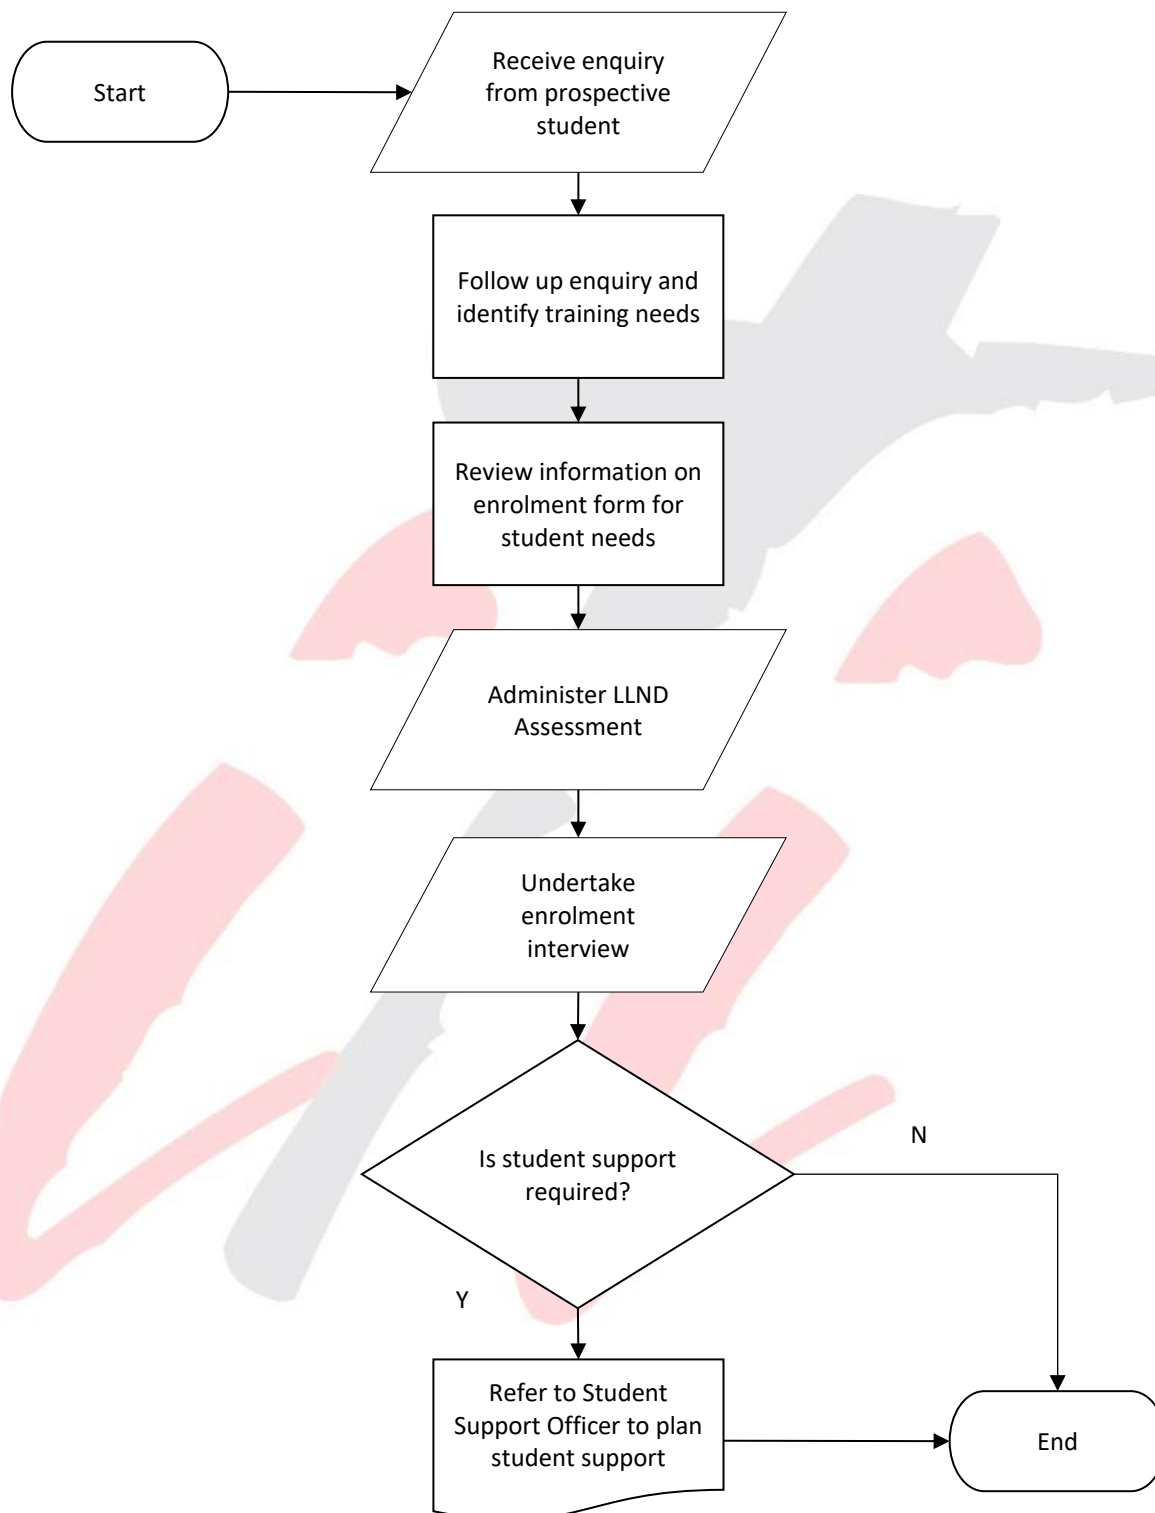 Start
Receive enquiry
from prospective
student
Follow up enquiry and
identify training needs
Review information on
enrolment form for
student needs
Administer LLND
Assessment
Undertake
enrolment
interview
Is student support
required?
N
Y
Refer to Student
Support Officer to plan
student support
End